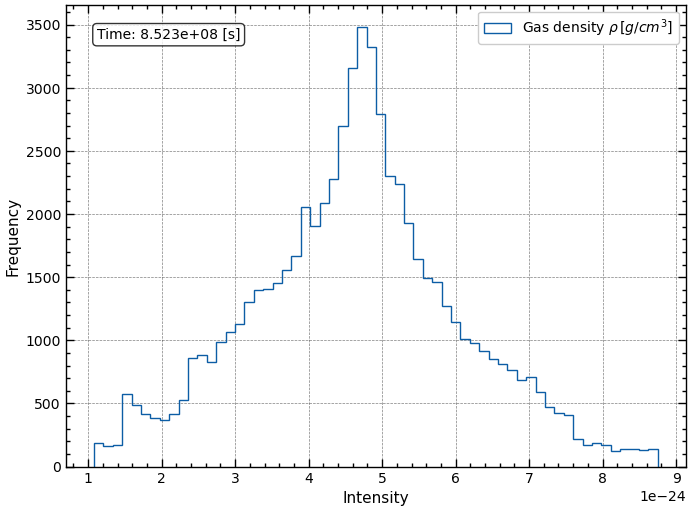 Time: 8.523e+08 [s]
Gas density ρ [g/cm³]
3500
3000
2500
2000
1500
1000
500
0
Frequency
1 2 3 4 5 6 7 8 9
1e−24
Intensity